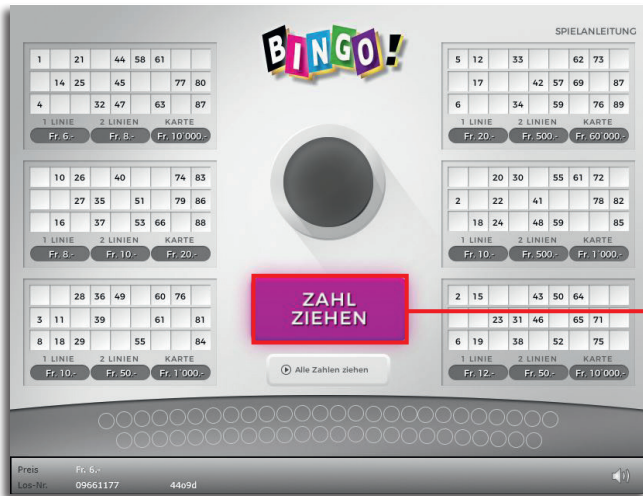 SPIELANLEITUNG
BINGO!
1 21 44 58 61
14 25 45 77 80
4 32 47 63 87
1 LINIE 2 LINIEN KARTE
Fr. 6.- Fr. 8.- Fr. 10'000.-
5 12 33 62 73
17 42 57 69 87
6 34 59 76 89
1 LINIE 2 LINIEN KARTE
Fr. 20.- Fr. 500.- Fr. 60'000.-
10 26 40 74 83
27 35 51 79 86
16 37 53 66 88
1 LINIE 2 LINIEN KARTE
Fr. 8.- Fr. 10.- Fr. 20.-
20 30 55 61 72
2 22 41 78 82
18 24 48 59 85
1 LINIE 2 LINIEN KARTE
Fr. 10.- Fr. 500.- Fr. 1'000.-
28 36 49 60 76
3 11 39 61 81
8 18 29 55 84
1 LINIE 2 LINIEN KARTE
Fr. 10.- Fr. 50.- Fr. 1'000.-
ZAHL
ZIEHEN
Alle Zahlen ziehen
2 15 43 50 64
23 31 46 65 71
6 19 38 52 75
1 LINIE 2 LINIEN KARTE
Fr. 12.- Fr. 50.- Fr. 10'000.-
Preis Fr. 6.-
Los-Nr. 09661177 44o9d